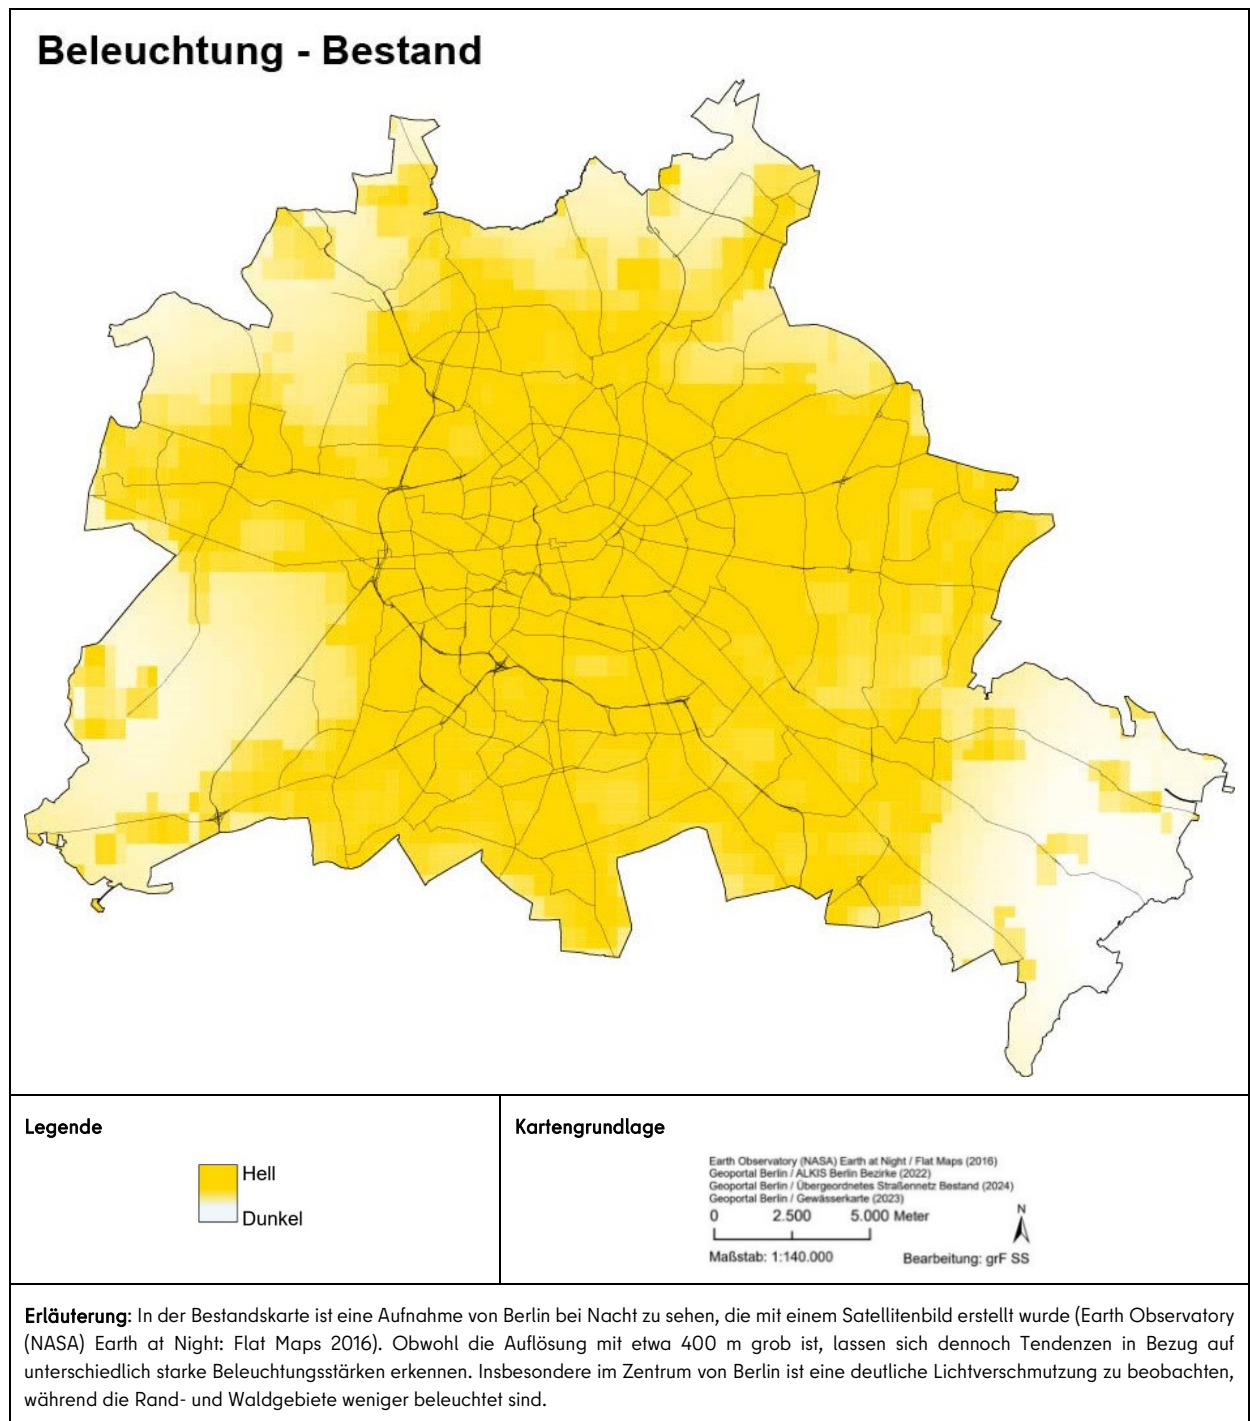 Beleuchtung - Bestand
Legende
Hell
Dunkel
Kartengrundlage
Earth Observatory (NASA) Earth at Night / Flat Maps (2016)
Geoportal Berlin / ALKIS Berlin Bezirke (2022)
Geoportal Berlin / Übergeordnetes Straßennetz Bestand (2024)
Geoportal Berlin / Gewässerkarte (2023)
0 2.500 5.000 Meter
N
Maßstab: 1:140.000 Bearbeitung: grF SS
Erläuterung: In der Bestandskarte ist eine Aufnahme von Berlin bei Nacht zu sehen, die mit einem Satellitenbild erstellt wurde (Earth Observatory
(NASA) Earth at Night: Flat Maps 2016). Obwohl die Auflösung mit etwa 400 m grob ist, lassen sich dennoch Tendenzen in Bezug auf
unterschiedlich starke Beleuchtungsstärken erkennen. Insbesondere im Zentrum von Berlin ist eine deutliche Lichtverschmutzung zu beobachten,
während die Rand- und Waldgebiete weniger beleuchtet sind.